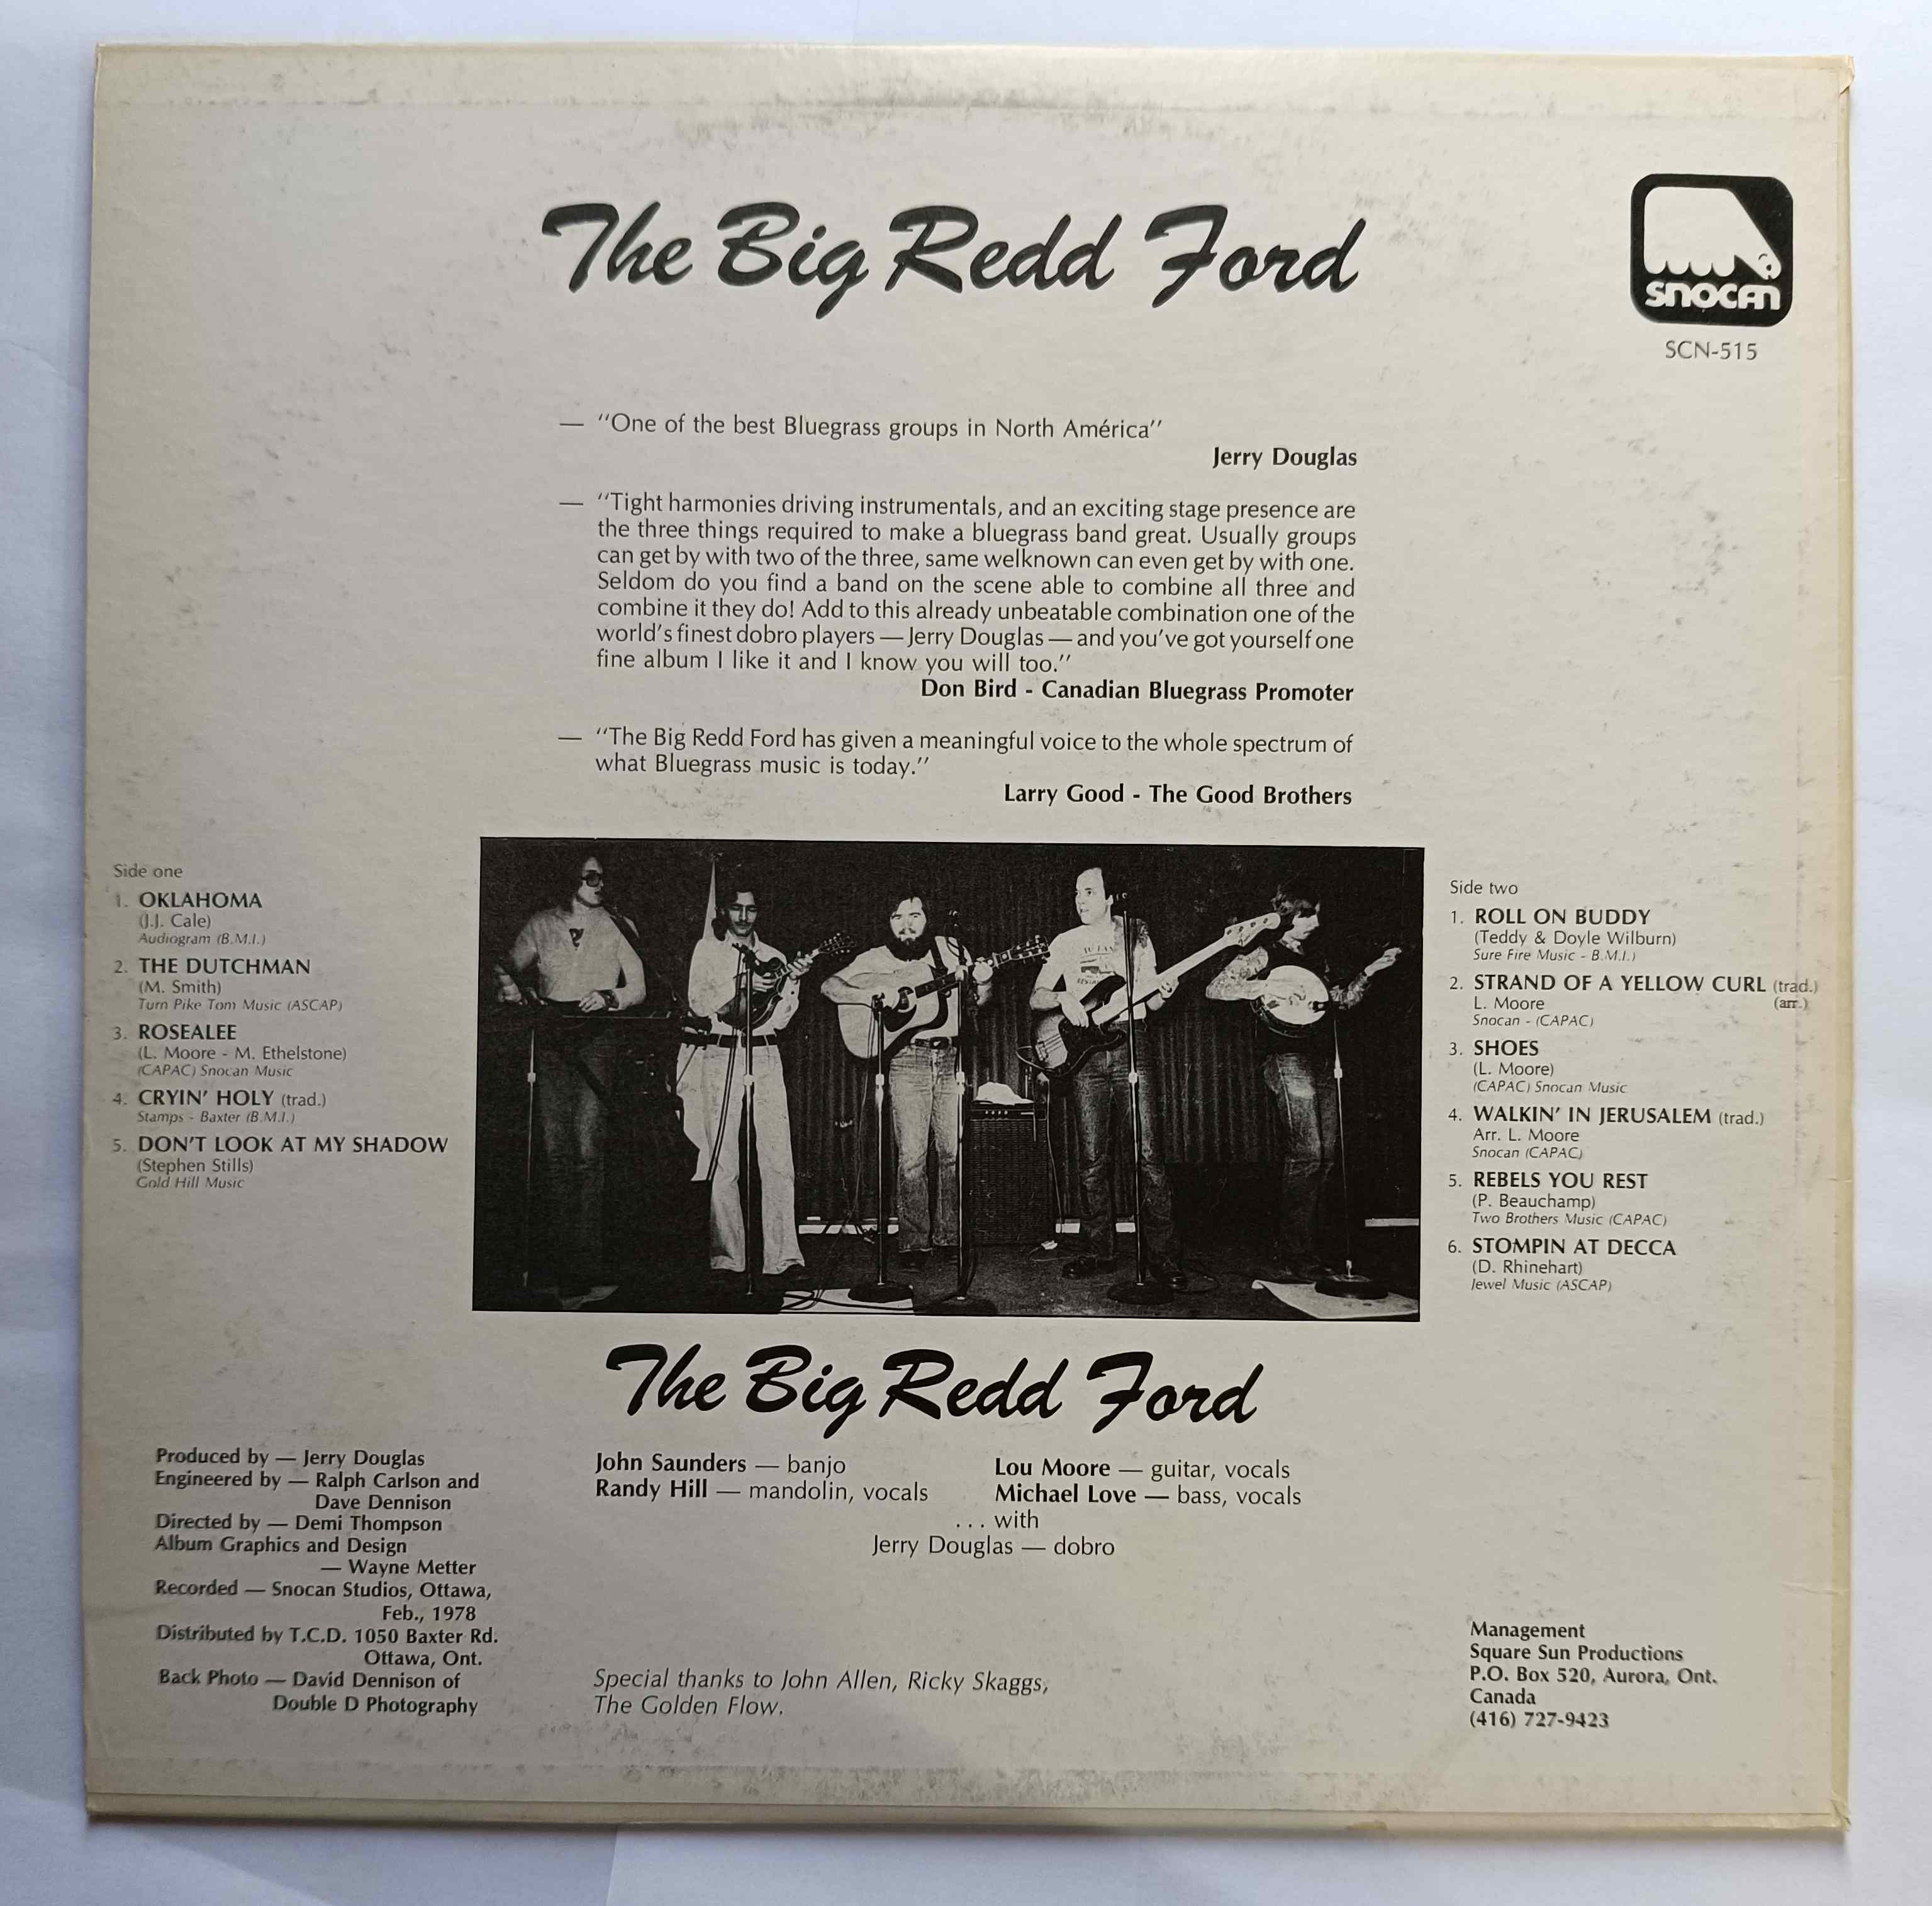 The Big Redd Ford
snocan
SCN-515
— "One of the best Bluegrass groups in North América"
Jerry Douglas
— "Tight harmonies driving instrumentals, and an exciting stage presence are
the three things required to make a bluegrass band great. Usually groups
can get by with two of the three, same welknown can even get by with one.
Seldom do you find a band on the scene able to combine all three and
combine it they do! Add to this already unbeatable combination one of the
world's finest dobro players — Jerry Douglas — and you've got yourself one
fine album I like it and I know you will too."
Don Bird - Canadian Bluegrass Promoter
— "The Big Redd Ford has given a meaningful voice to the whole spectrum of
what Bluegrass music is today."
Larry Good - The Good Brothers
Side one
1. OKLAHOMA
(J.J. Cale)
Audiogram (B.M.I.)
2. THE DUTCHMAN
(M. Smith)
Turn Pike Tom Music (ASCAP)
3. ROSEALEE
(L. Moore - M. Ethelstone)
(CAPAC) Snocan Music
4. CRYIN' HOLY (trad.)
Stamps - Baxter (B.M.I.)
5. DON'T LOOK AT MY SHADOW
(Stephen Stills)
Gold Hill Music
Side two
1. ROLL ON BUDDY
(Teddy & Doyle Wilburn)
Sure Fire Music - B.M.I.)
2. STRAND OF A YELLOW CURL (trad.)
L. Moore (arr.)
Snocan - (CAPAC)
3. SHOES
(L. Moore)
(CAPAC) Snocan Music
4. WALKIN' IN JERUSALEM (trad.)
Arr. L. Moore
Snocan (CAPAC)
5. REBELS YOU REST
(P. Beauchamp)
Two Brothers Music (CAPAC)
6. STOMPIN AT DECCA
(D. Rhinehart)
Jewel Music (ASCAP)
The Big Redd Ford
Produced by — Jerry Douglas
Engineered by — Ralph Carlson and
Dave Dennison
Directed by — Demi Thompson
Album Graphics and Design
— Wayne Metter
Recorded — Snocan Studios, Ottawa,
Feb., 1978
Distributed by T.C.D. 1050 Baxter Rd.
Ottawa, Ont.
Back Photo — David Dennison of
Double D Photography
John Saunders — banjo
Randy Hill — mandolin, vocals
Lou Moore — guitar, vocals
Michael Love — bass, vocals
... with
Jerry Douglas — dobro
Special thanks to John Allen, Ricky Skaggs,
The Golden Flow.
Management
Square Sun Productions
P.O. Box 520, Aurora, Ont.
Canada
(416) 727-9423